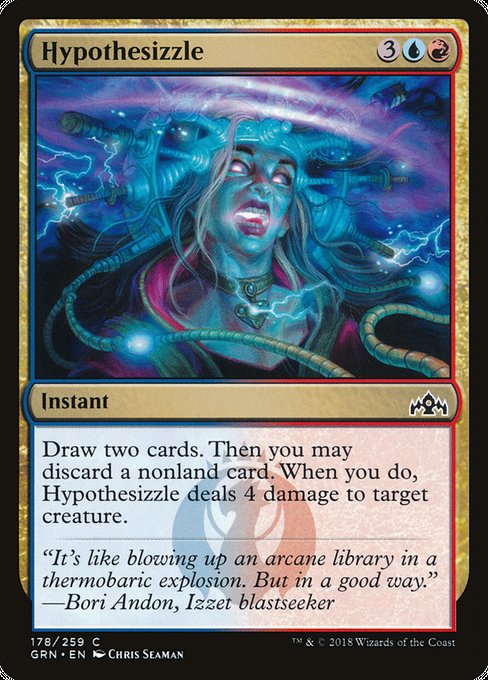 Hypothesizzle 3
Instant
Draw two cards. Then you may
discard a nonland card. When you do,
Hypothesizzle deals 4 damage to target
creature.
“It’s like blowing up an arcane library in a
thermobaric explosion. But in a good way.”
—Bori Andon, Izzet blastseeker
178/259 C
GRN • EN Chris Seaman
™ & © 2018 Wizards of the Coast